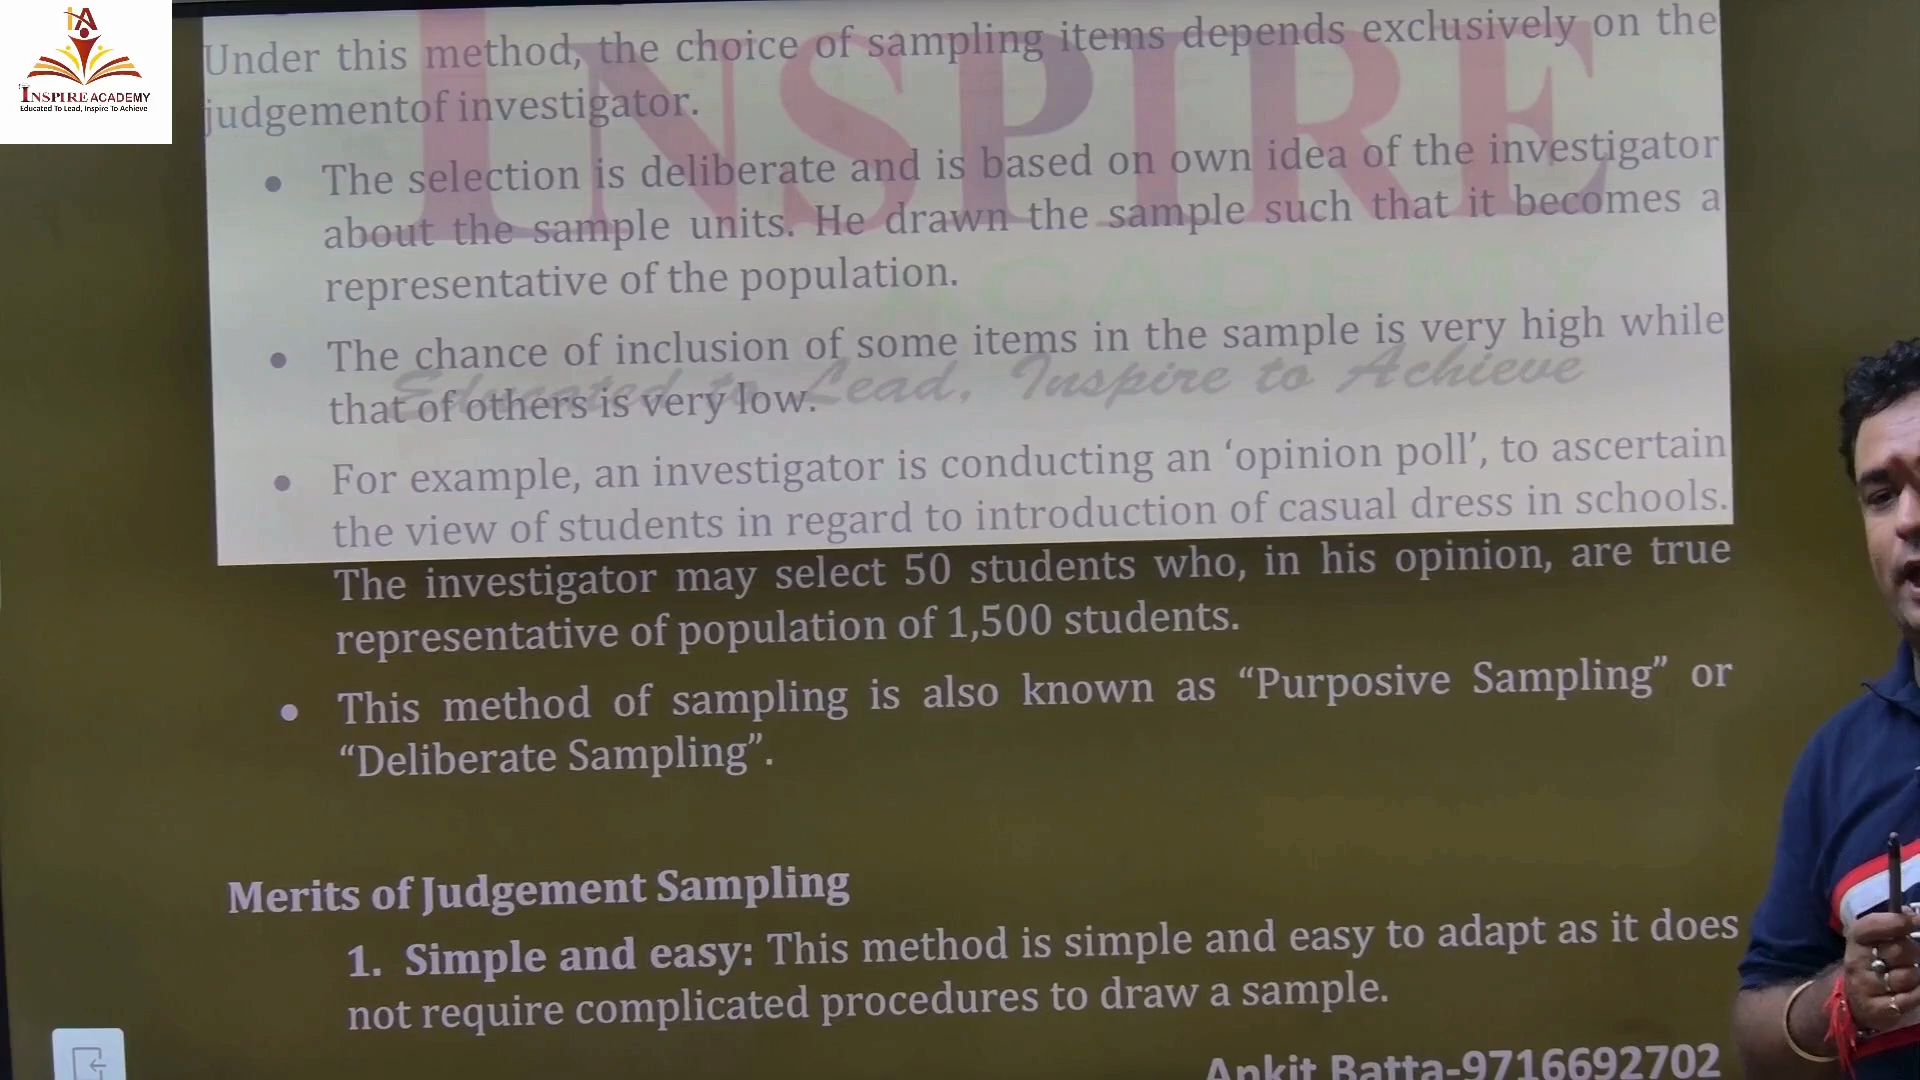 IA
INSPIRE ACADEMY
Educated To Lead, Inspire To Achieve
INSPIRE
ACADEMY
Educated to Lead, Inspire to Achieve
Under this method, the choice of sampling items depends exclusively on the
judgementof investigator.
• The selection is deliberate and is based on own idea of the investigator
about the sample units. He drawn the sample such that it becomes a
representative of the population.
• The chance of inclusion of some items in the sample is very high while
that of others is very low.
• For example, an investigator is conducting an ‘opinion poll’, to ascertain
the view of students in regard to introduction of casual dress in schools.
The investigator may select 50 students who, in his opinion, are true
representative of population of 1,500 students.
• This method of sampling is also known as “Purposive Sampling” or
“Deliberate Sampling”.
Merits of Judgement Sampling
1. Simple and easy: This method is simple and easy to adapt as it does
not require complicated procedures to draw a sample.
Ankit Batta-9716692702